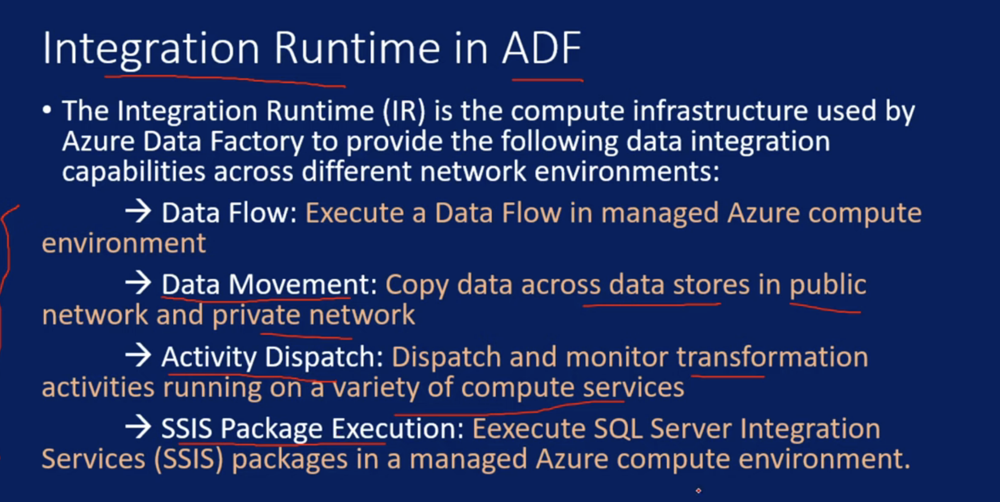 Integration Runtime in ADF
• The Integration Runtime (IR) is the compute infrastructure used by
Azure Data Factory to provide the following data integration
capabilities across different network environments:
→ Data Flow: Execute a Data Flow in managed Azure compute
environment
→ Data Movement: Copy data across data stores in public
network and private network
→ Activity Dispatch: Dispatch and monitor transformation
activities running on a variety of compute services
→ SSIS Package Execution: Eexecute SQL Server Integration
Services (SSIS) packages in a managed Azure compute environment.